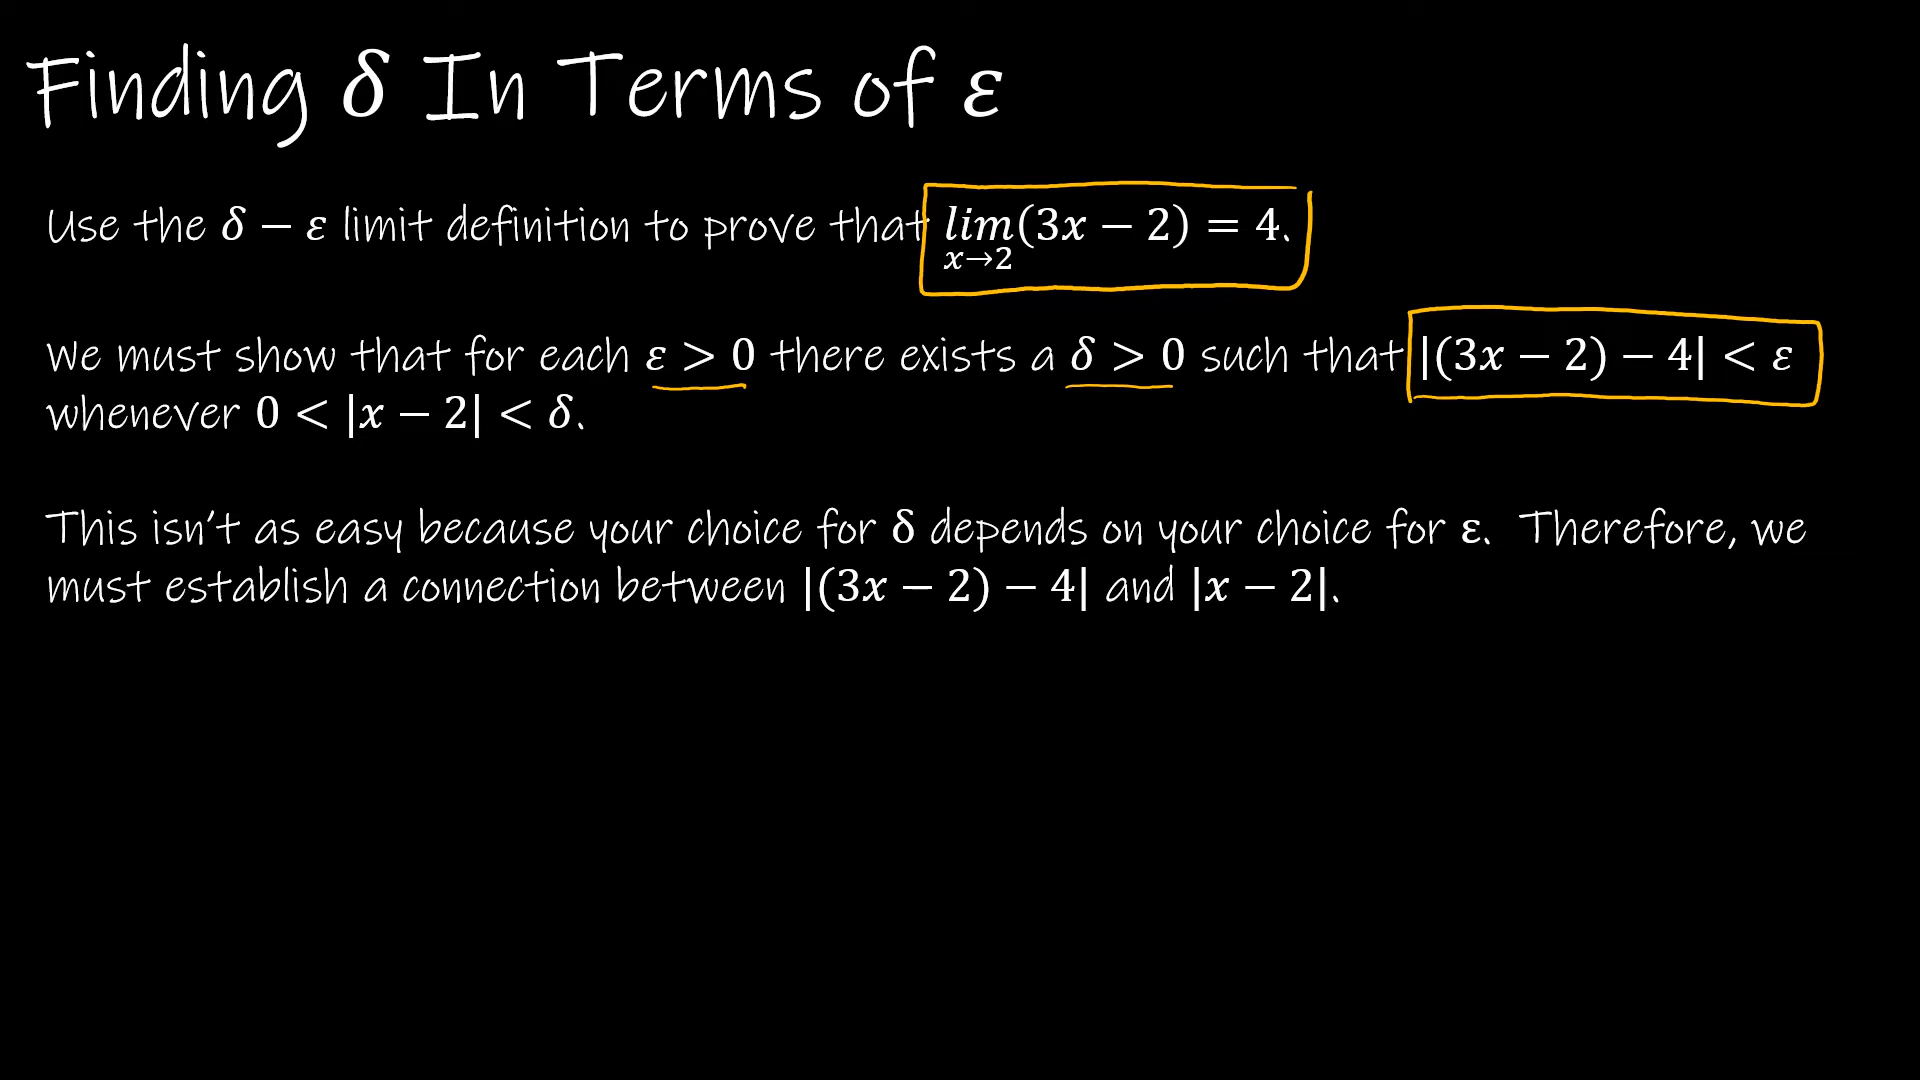 Finding δ In Terms of ε
Use the δ − ε limit definition to prove that lim(3x − 2) = 4.
x→2
We must show that for each ε > 0 there exists a δ > 0 such that |(3x − 2) − 4| < ε
whenever 0 < |x − 2| < δ.
This isn't as easy because your choice for δ depends on your choice for ε. Therefore, we
must establish a connection between |(3x − 2) − 4| and |x − 2|.